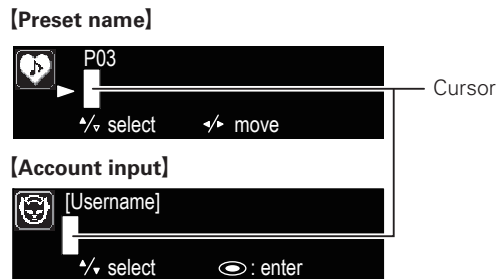 【Preset name】
P03
Cursor
select move
【Account input】
[Username]
select : enter